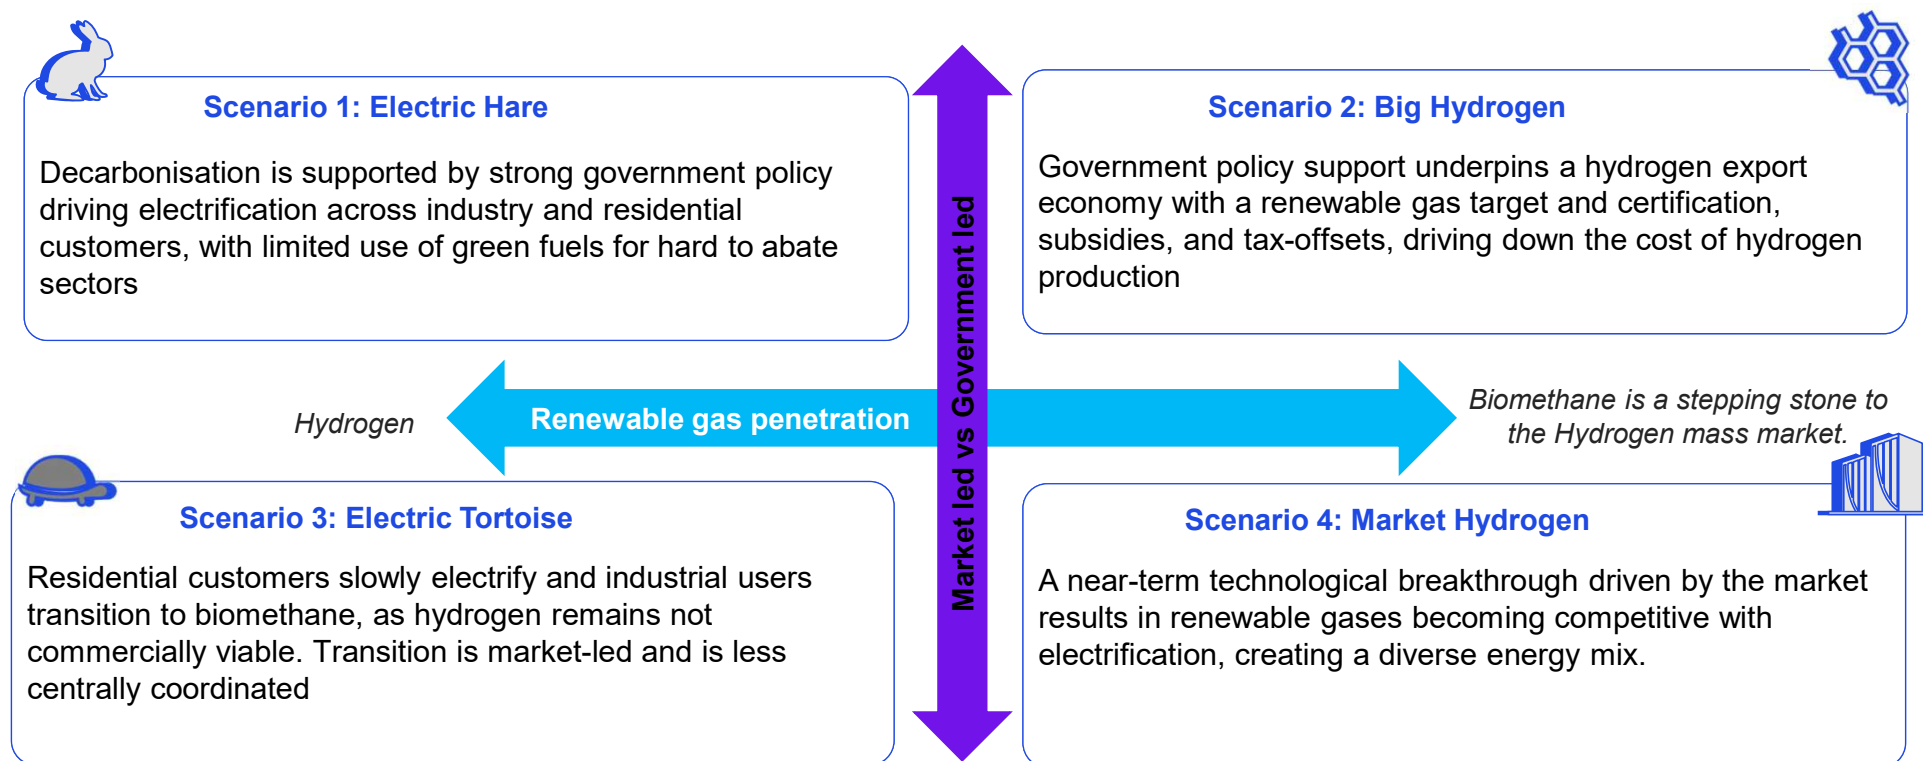 Scenario 1: Electric Hare
Decarbonisation is supported by strong government policy
driving electrification across industry and residential
customers, with limited use of green fuels for hard to abate
sectors
Scenario 2: Big Hydrogen
Government policy support underpins a hydrogen export
economy with a renewable gas target and certification,
subsidies, and tax-offsets, driving down the cost of hydrogen
production
Market led vs Government led
Hydrogen
Renewable gas penetration
Biomethane is a stepping stone to
the Hydrogen mass market.
Scenario 3: Electric Tortoise
Residential customers slowly electrify and industrial users
transition to biomethane, as hydrogen remains not
commercially viable. Transition is market-led and is less
centrally coordinated
Scenario 4: Market Hydrogen
A near-term technological breakthrough driven by the market
results in renewable gases becoming competitive with
electrification, creating a diverse energy mix.